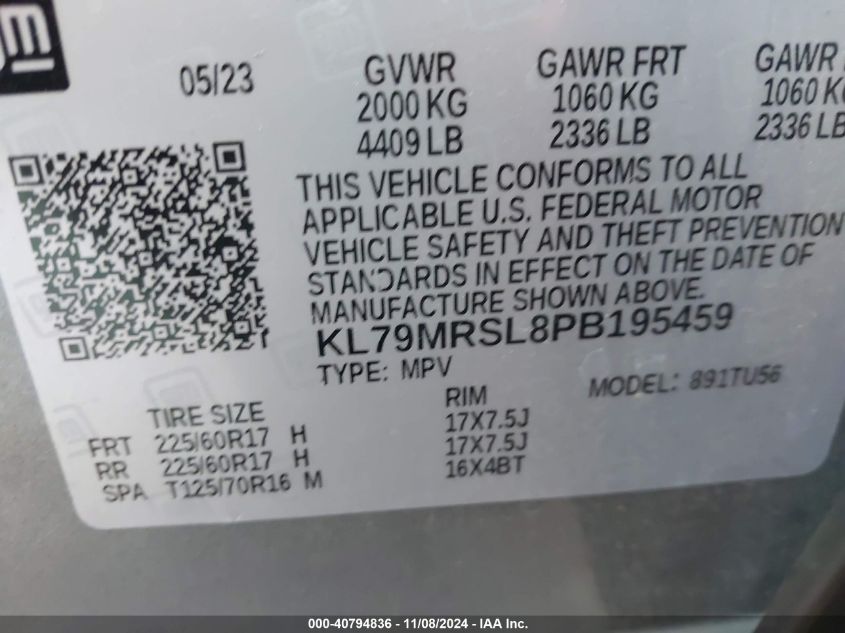 05/23
GVWR GAWR FRT GAWR
2000 KG 1060 KG 1060 KG
4409 LB 2336 LB 2336 LB
THIS VEHICLE CONFORMS TO ALL
APPLICABLE U.S. FEDERAL MOTOR
VEHICLE SAFETY AND THEFT PREVENTION
STANDARDS IN EFFECT ON THE DATE OF
MANUFACTURE SHOWN ABOVE.
KL79MRSL8PB195459
TYPE: MPV MODEL: 891TU56
TIRE SIZE RIM
FRT 225/60R17 H 17X7.5J
RR 225/60R17 H 17X7.5J
SPA T125/70R16 M 16X4BT
000-40794836 - 11/08/2024 - IAA Inc.